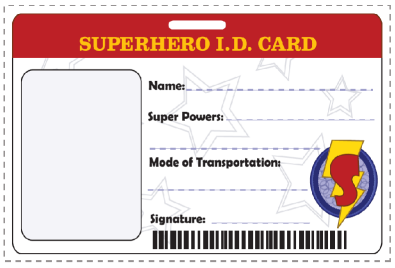 SUPERHERO I.D. CARD
Name:
Super Powers:
Mode of Transportation:
S
Signature: